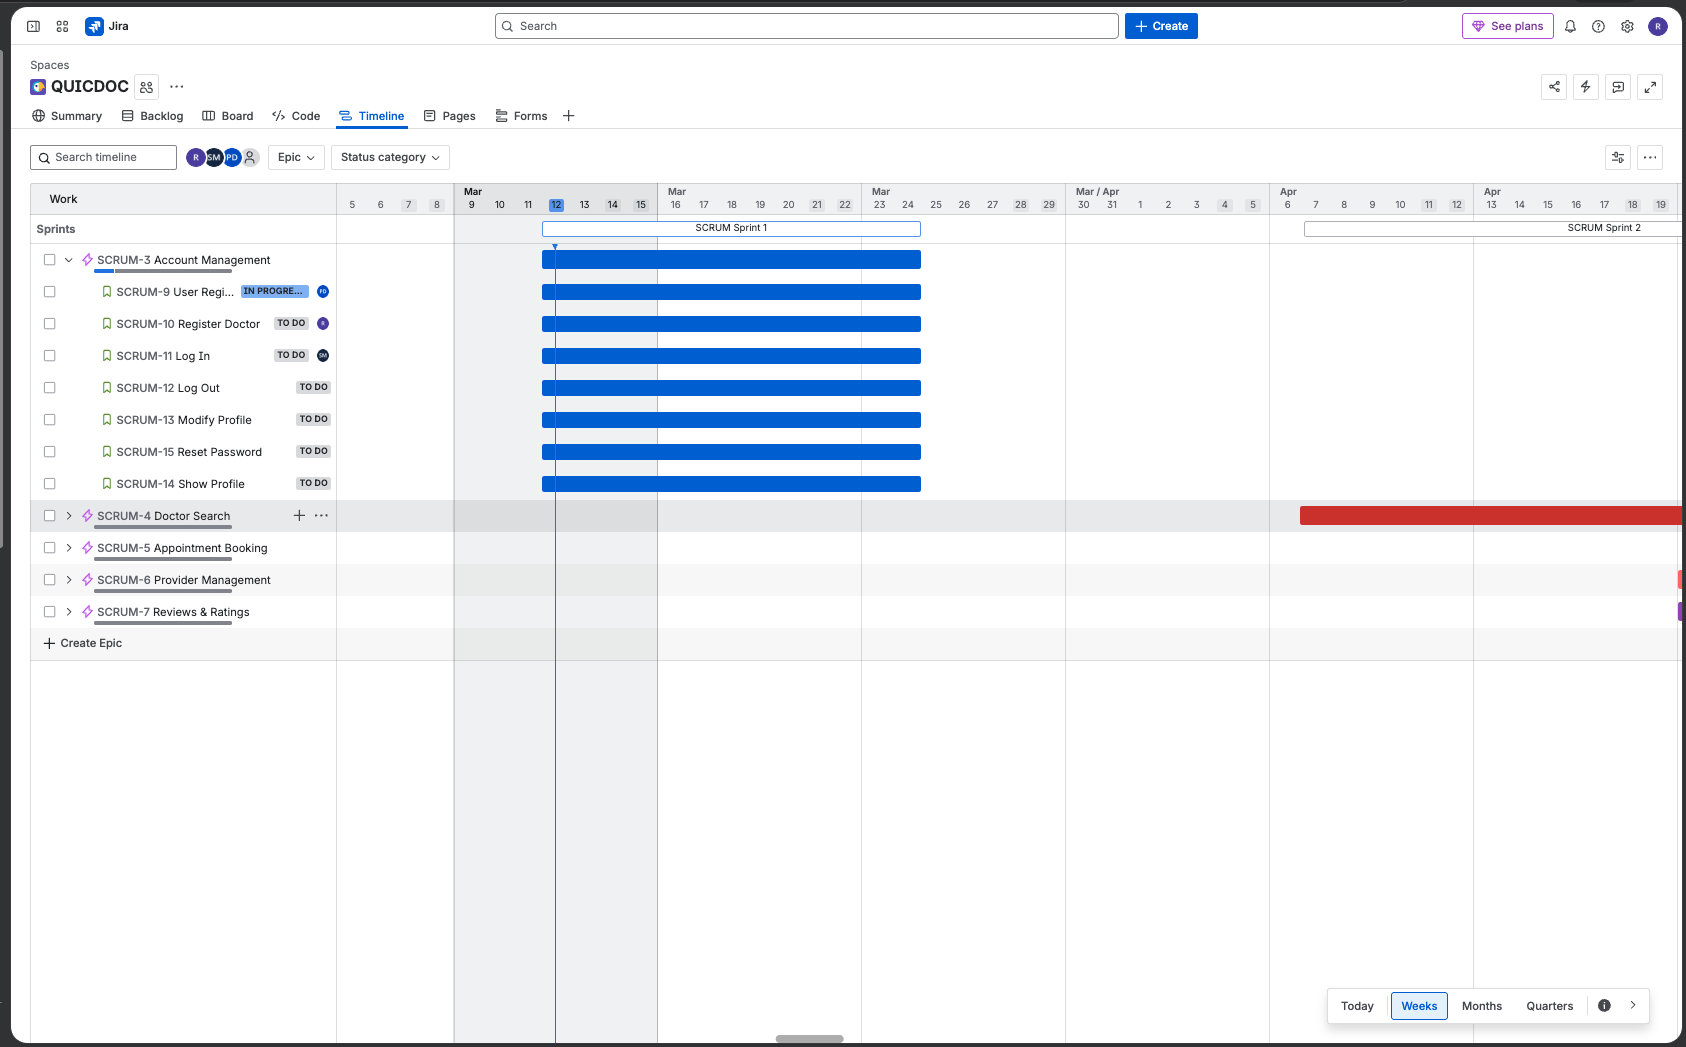 Jira
Search
Create
See plans
R
Spaces
QUICDOC
Summary
Backlog
Board
Code
Timeline
Pages
Forms
Search timeline
R SM PD
Epic
Status category
Work
Mar Mar Mar Mar / Apr Apr Apr
5 6 7 8 9 10 11 12 13 14 15 16 17 18 19 20 21 22 23 24 25 26 27 28 29 30 31 1 2 3 4 5 6 7 8 9 10 11 12 13 14 15 16 17 18 19
Sprints SCRUM Sprint 1 SCRUM Sprint 2
SCRUM-3 Account Management
SCRUM-9 User Regi... IN PROGRE... PD
SCRUM-10 Register Doctor TO DO R
SCRUM-11 Log In TO DO SM
SCRUM-12 Log Out TO DO
SCRUM-13 Modify Profile TO DO
SCRUM-15 Reset Password TO DO
SCRUM-14 Show Profile TO DO
SCRUM-4 Doctor Search
SCRUM-5 Appointment Booking
SCRUM-6 Provider Management
SCRUM-7 Reviews & Ratings
Create Epic
Today Weeks Months Quarters